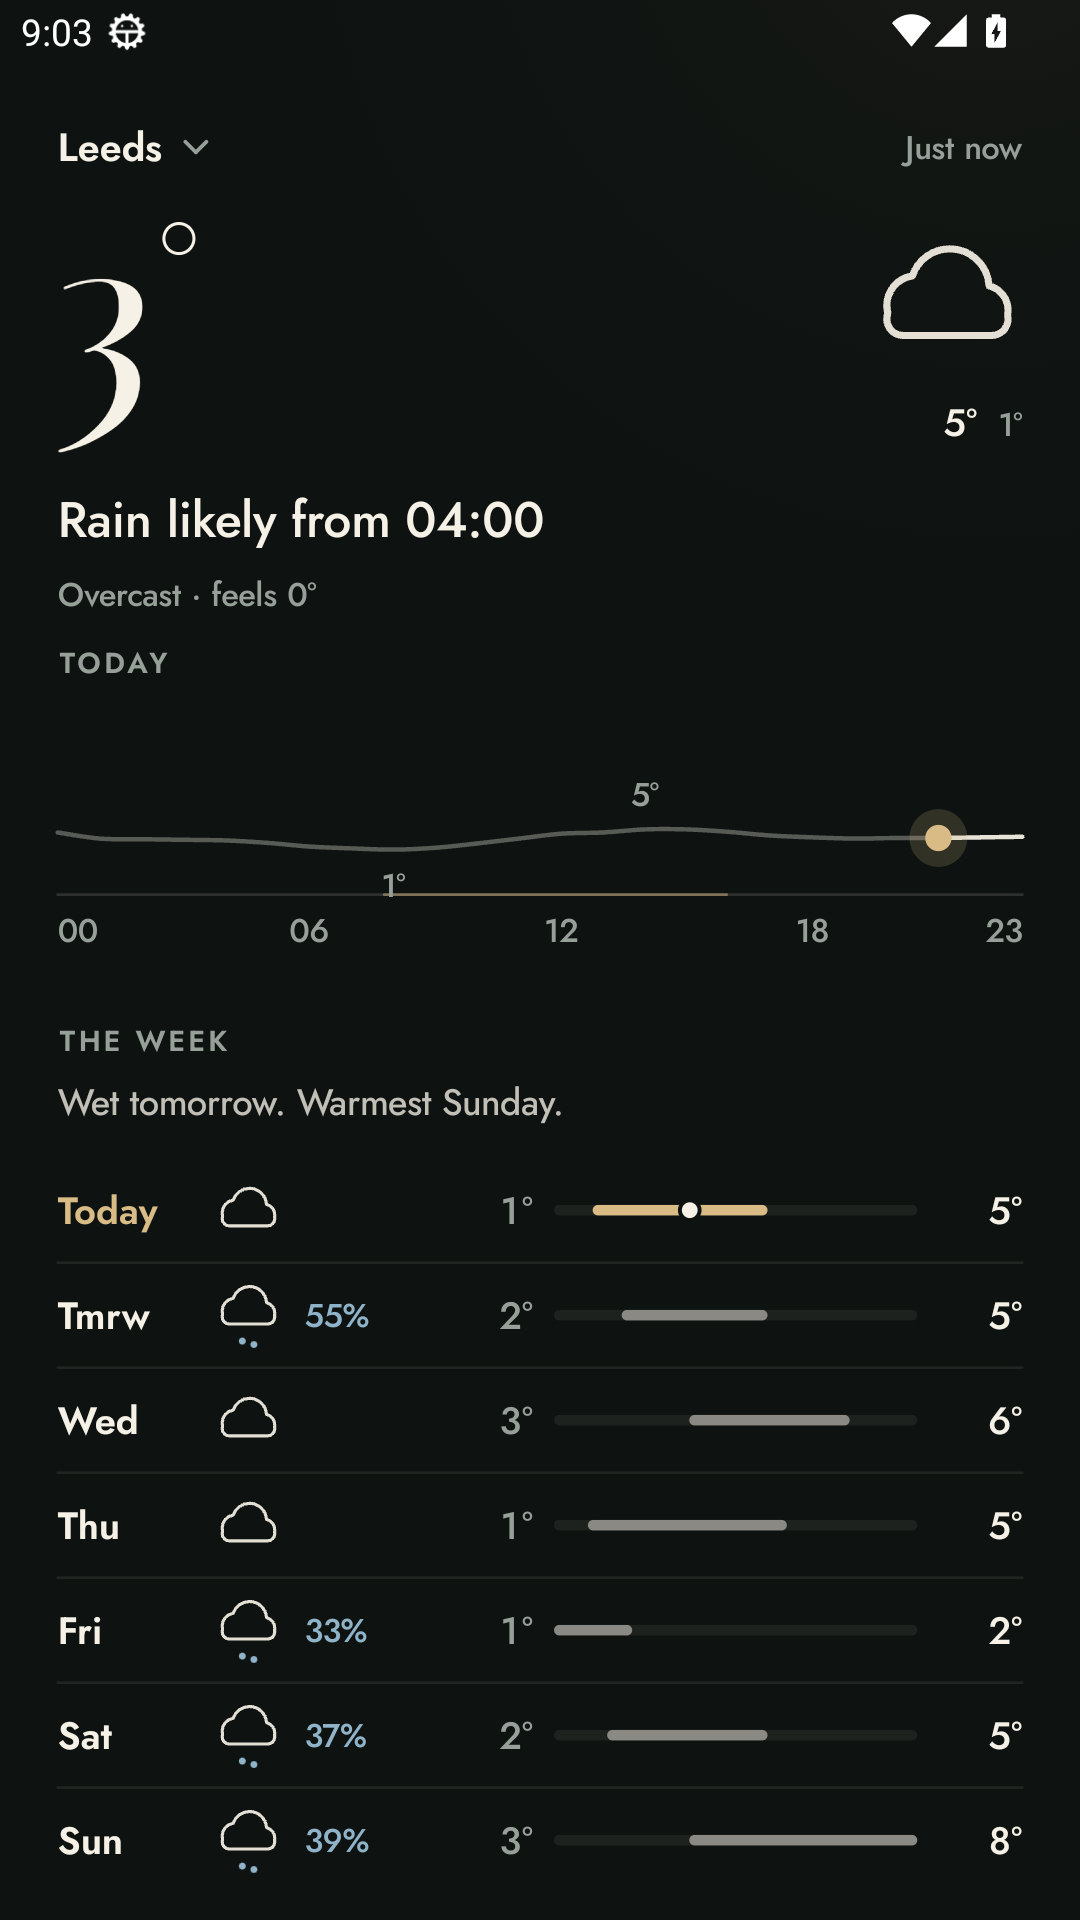 9:03
Leeds Just now
3°
5° 1°
Rain likely from 04:00
Overcast · feels 0°
TODAY
5°
1°
00 06 12 18 23
THE WEEK
Wet tomorrow. Warmest Sunday.
Today 1° 5°
Tmrw 55% 2° 5°
Wed 3° 6°
Thu 1° 5°
Fri 33% 1° 2°
Sat 37% 2° 5°
Sun 39% 3° 8°